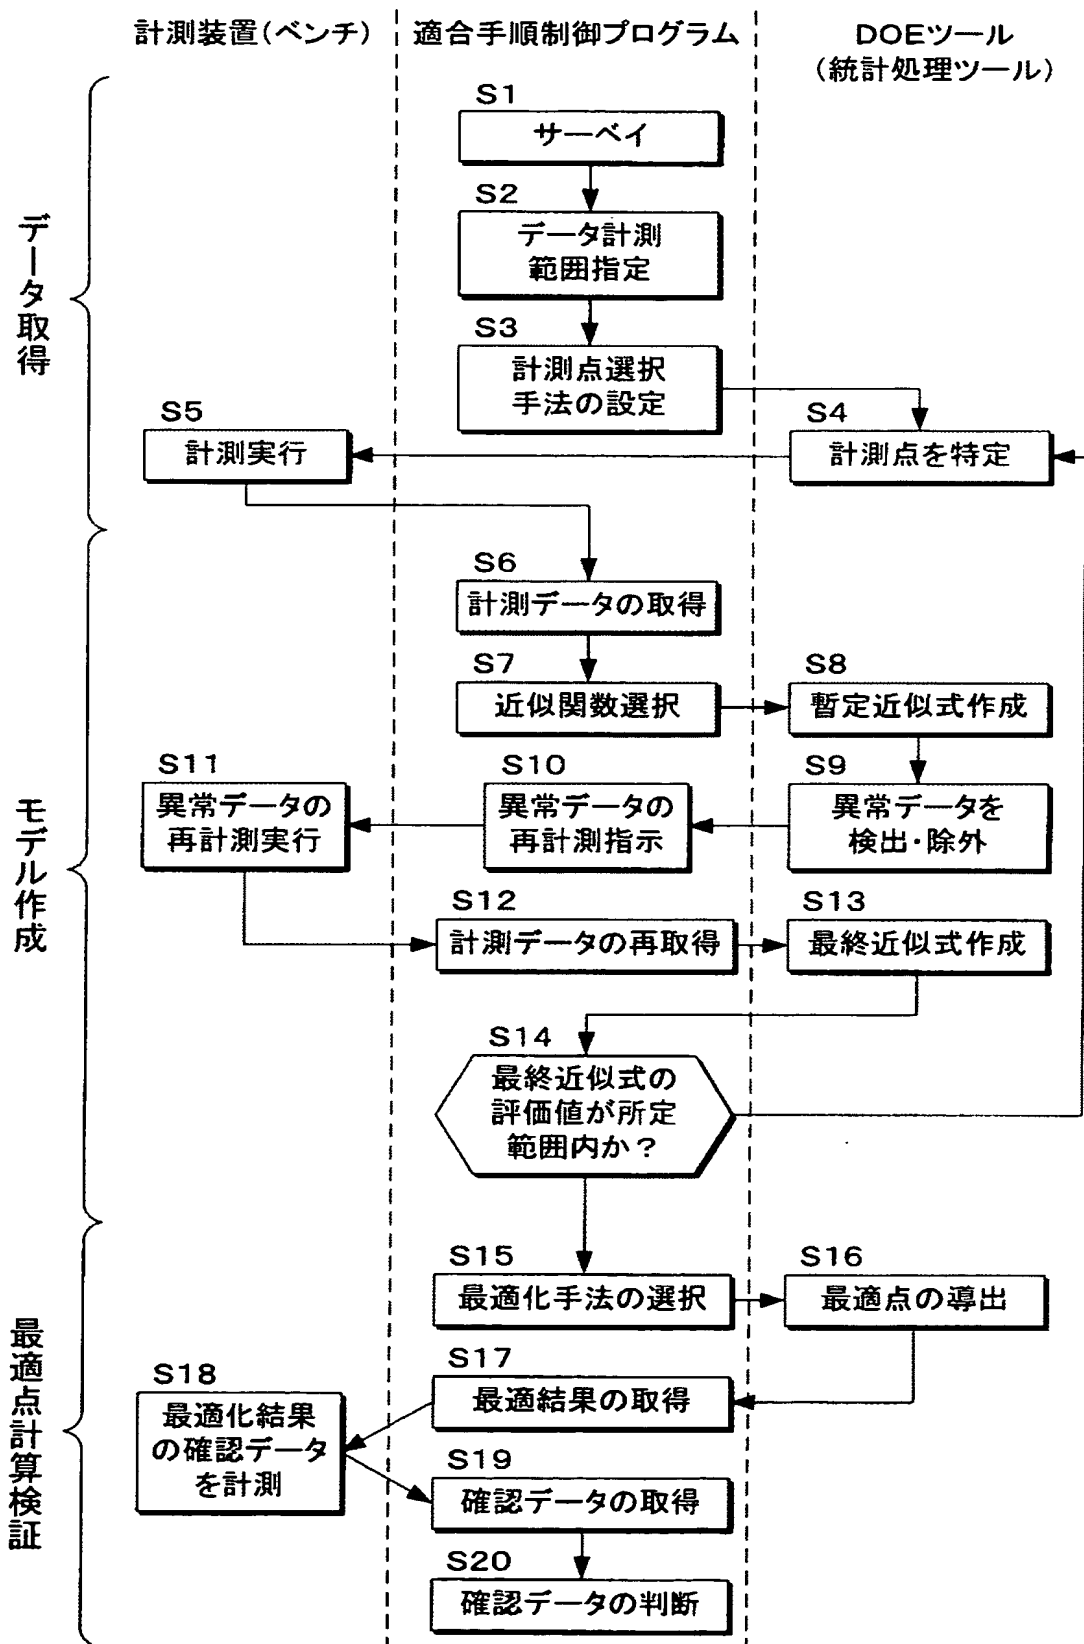 計測装置(ベンチ)
適合手順制御プログラム
DOEツール
(統計処理ツール)
データ取得
S1
サーベイ
S2
データ計測
範囲指定
S3
計測点選択
手法の設定
S4
計測点を特定
S5
計測実行
モデル作成
S6
計測データの取得
S7
近似関数選択
S8
暫定近似式作成
S9
異常データを
検出・除外
S10
異常データの
再計測指示
S11
異常データの
再計測実行
S12
計測データの再取得
S13
最終近似式作成
S14
最終近似式の
評価値が所定
範囲内か?
最適点計算検証
S15
最適化手法の選択
S16
最適点の導出
S17
最適結果の取得
S18
最適化結果
の確認データ
を計測
S19
確認データの取得
S20
確認データの判断